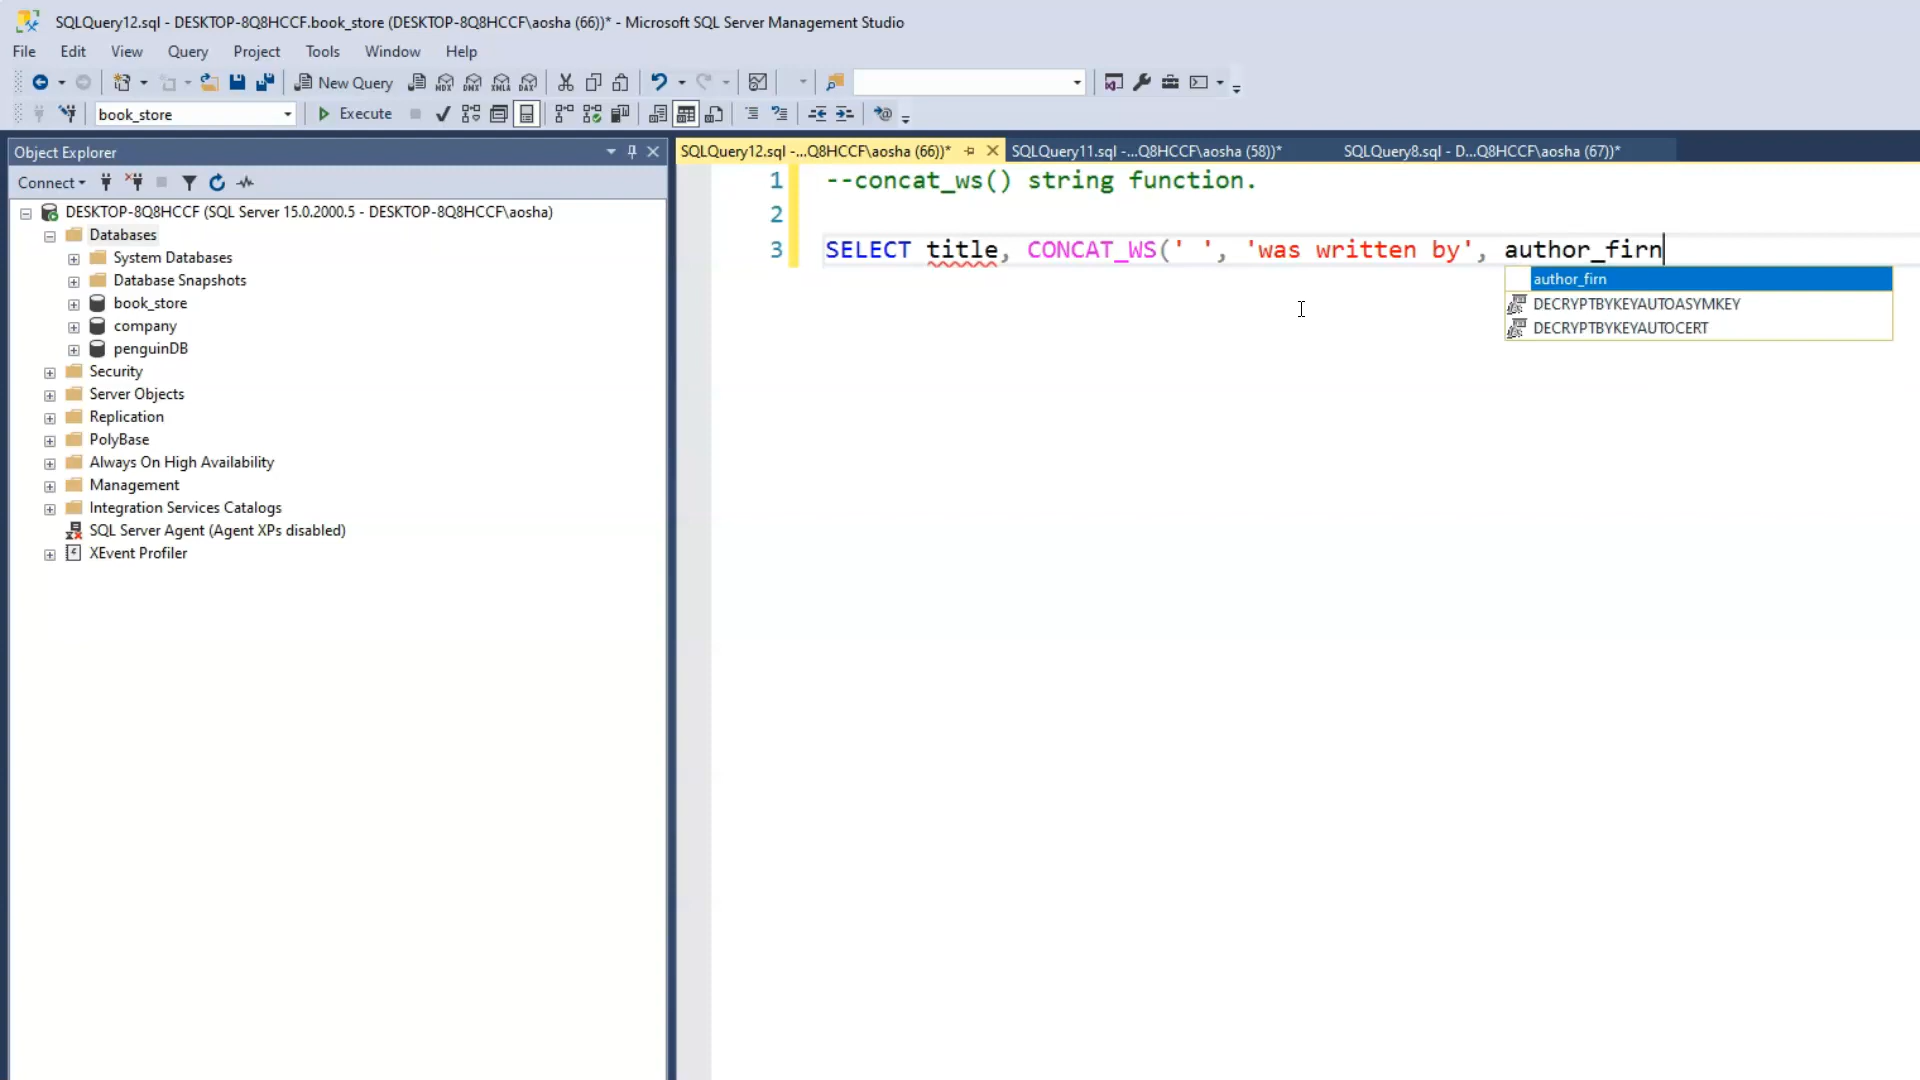 SQLQuery12.sql - DESKTOP-8Q8HCCF.book_store (DESKTOP-8Q8HCCF\aosha (66))* - Microsoft SQL Server Management Studio
File Edit View Query Project Tools Window Help
New Query MDX DMX XMLA DAX
book_store Execute
Object Explorer
SQLQuery12.sql -...Q8HCCF\aosha (66))* SQLQuery11.sql -...Q8HCCF\aosha (58))* SQLQuery8.sql - D...Q8HCCF\aosha (67))*
Connect
DESKTOP-8Q8HCCF (SQL Server 15.0.2000.5 - DESKTOP-8Q8HCCF\aosha)
Databases
System Databases
Database Snapshots
book_store
company
penguinDB
Security
Server Objects
Replication
PolyBase
Always On High Availability
Management
Integration Services Catalogs
SQL Server Agent (Agent XPs disabled)
XEvent Profiler
1 --concat_ws() string function.
2
3 SELECT title, CONCAT_WS(' ', 'was written by', author_firn
author_firn
DECRYPTBYKEYAUTOASYMKEY
DECRYPTBYKEYAUTOCERT